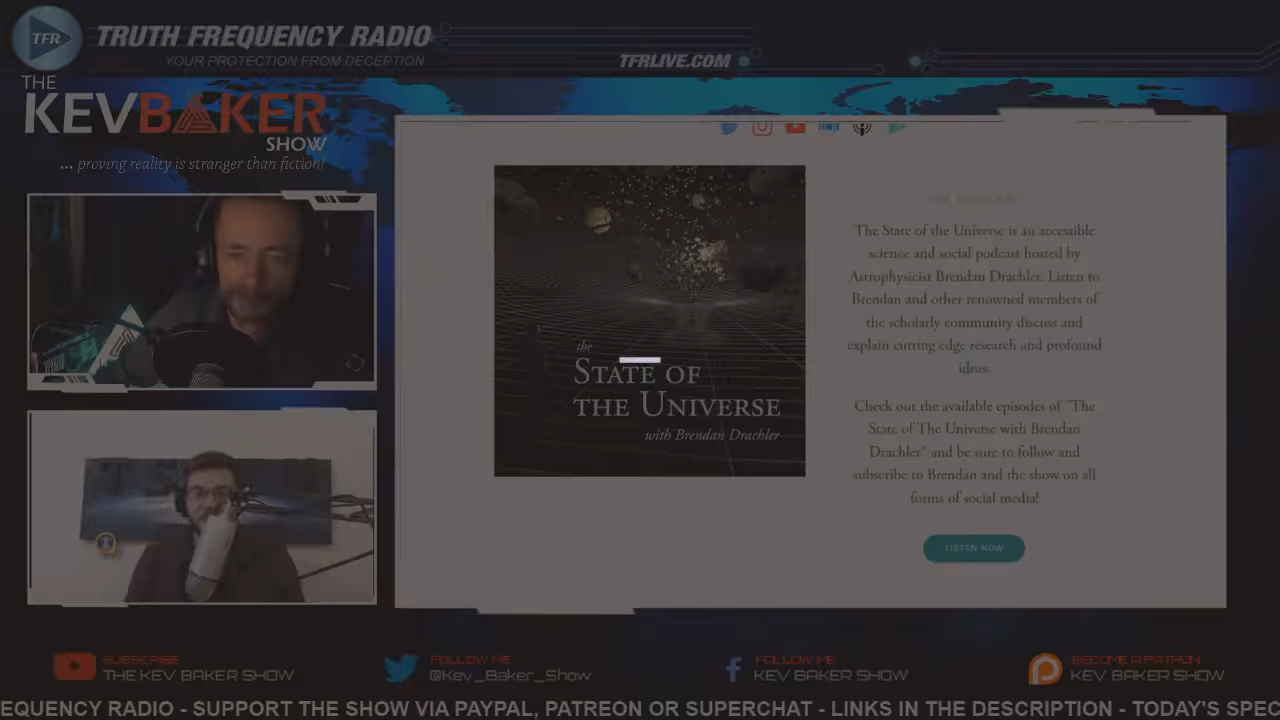 TFR
TRUTH FREQUENCY RADIO
YOUR PROTECTION FROM DECEPTION
TFRLIVE.COM
THE
KEVBAKER
SHOW
... proving reality is stranger than fiction!
the
STATE OF
THE UNIVERSE
with Brendan Drachler
The State of the Universe is an accessible
science and social podcast hosted by
Astrophysicist Brendan Drachler. Listen to
Brendan and other renowned members of
the scholarly community discuss and
explain cutting edge research and profound
ideas.
Check out the available episodes of "The
State of The Universe with Brendan
Drachler" and be sure to follow and
subscribe to Brendan and the show on all
forms of social media!
LISTEN NOW
SUBSCRIBE
THE KEV BAKER SHOW
FOLLOW ME
@Kev_Baker_Show
FOLLOW ME
KEV BAKER SHOW
BECOME A PATRON
KEV BAKER SHOW
EQUENCY RADIO - SUPPORT THE SHOW VIA PAYPAL, PATREON OR SUPERCHAT - LINKS IN THE DESCRIPTION - TODAY'S SPEC